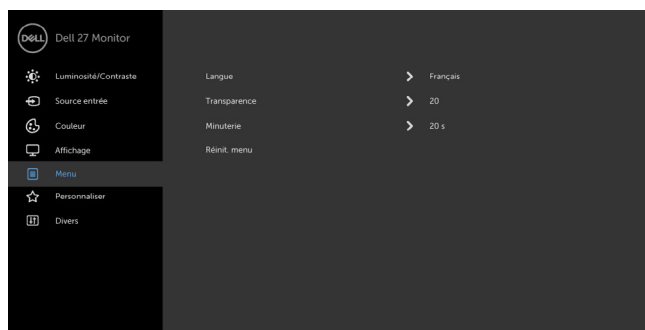 DELL Dell 27 Monitor
Luminosité/Contraste Langue Français
Source entrée Transparence 20
Couleur Minuterie 20 s
Affichage Réinit. menu
Menu
Personnaliser
Divers